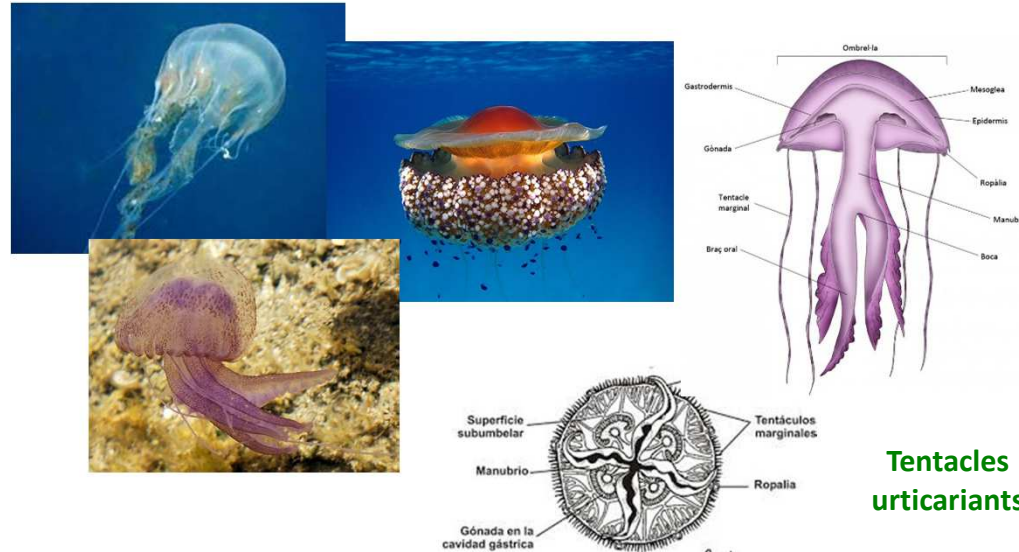 Ombrel·la
Gastrodermis
Mesoglea
Epidermis
Gònada
Ropàlia
Tentacle
marginal
Manub
Braç oral
Boca
Superficie
subumbelar
Tentáculos
marginales
Manubrio
Ropalia
Gónada en la
cavidad gástrica
Tentacles
urticariants